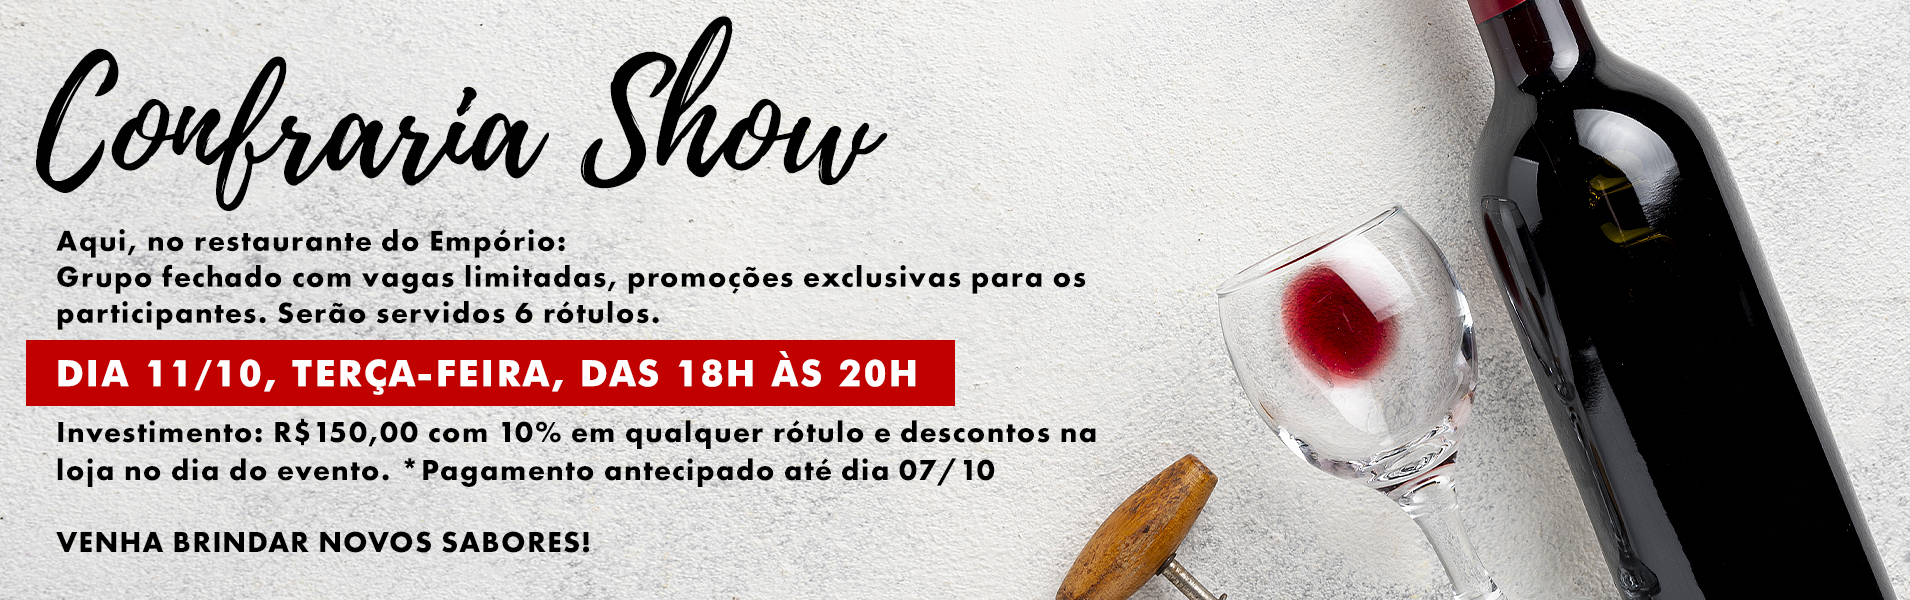 Confraria Show
Aqui, no restaurante do Empório:
Grupo fechado com vagas limitadas, promoções exclusivas para os
participantes. Serão servidos 6 rótulos.
DIA 11/10, TERÇA-FEIRA, DAS 18H ÀS 20H
Investimento: R$150,00 com 10% em qualquer rótulo e descontos na
loja no dia do evento. *Pagamento antecipado até dia 07/10
VENHA BRINDAR NOVOS SABORES!